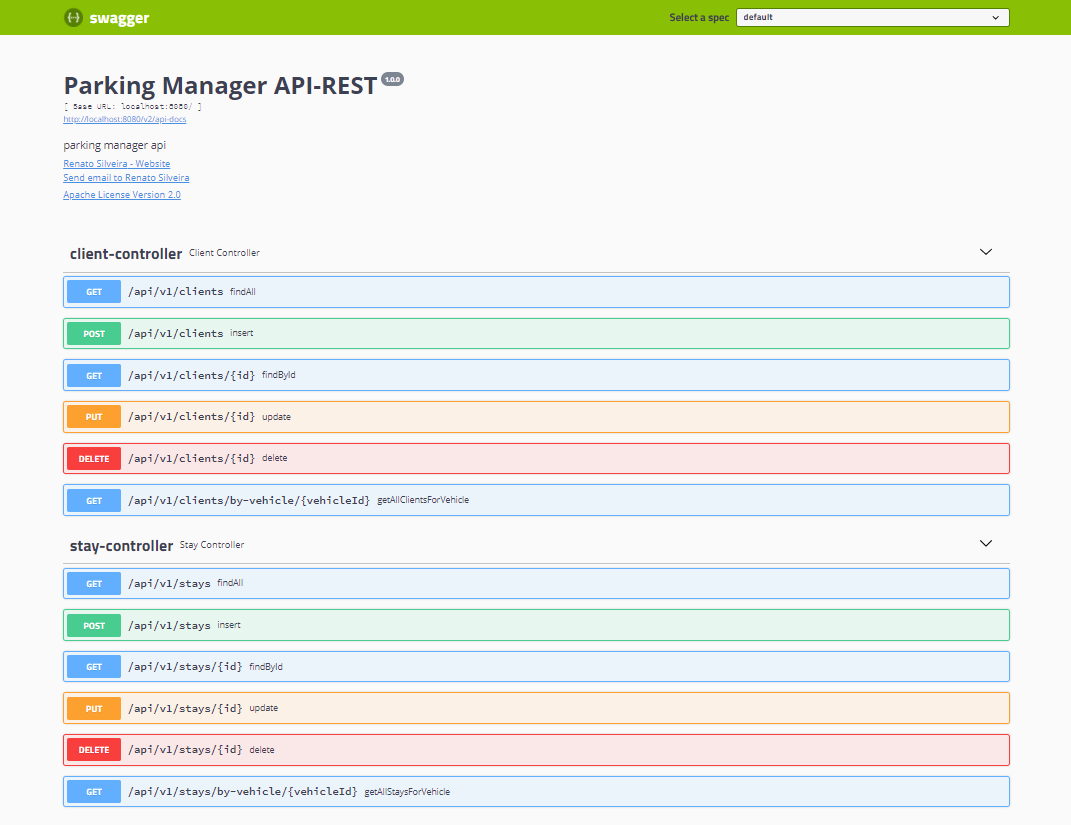 swagger
Select a spec default
Parking Manager API-REST 1.0.0
[ Base URL: localhost:8080/ ]
http://localhost:8080/v2/api-docs
parking manager api
Renato Silveira - Website
Send email to Renato Silveira
Apache License Version 2.0
client-controller Client Controller
GET /api/v1/clients findAll
POST /api/v1/clients insert
GET /api/v1/clients/{id} findById
PUT /api/v1/clients/{id} update
DELETE /api/v1/clients/{id} delete
GET /api/v1/clients/by-vehicle/{vehicleId} getAllClientsForVehicle
stay-controller Stay Controller
GET /api/v1/stays findAll
POST /api/v1/stays insert
GET /api/v1/stays/{id} findById
PUT /api/v1/stays/{id} update
DELETE /api/v1/stays/{id} delete
GET /api/v1/stays/by-vehicle/{vehicleId} getAllStaysForVehicle